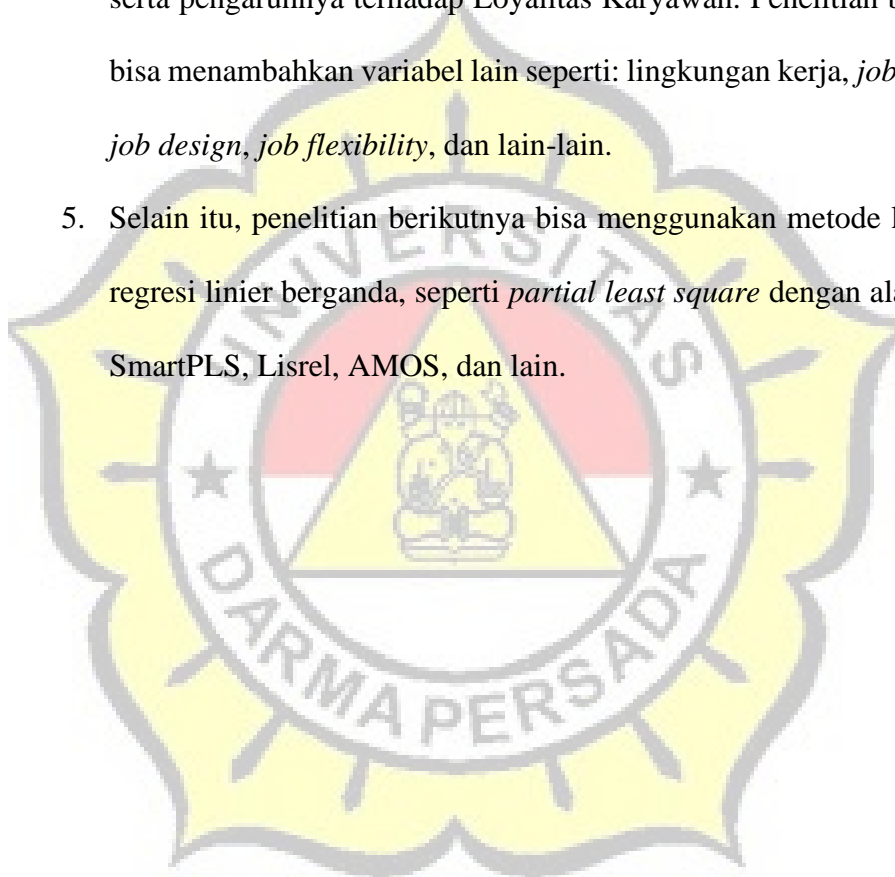 serta pengaruhnya terhadap Loyalitas Karyawan. Penelitian
bisa menambahkan variabel lain seperti: lingkungan kerja, job
job design, job flexibility, dan lain-lain.
5. Selain itu, penelitian berikutnya bisa menggunakan metode
regresi linier berganda, seperti partial least square dengan
SmartPLS, Lisrel, AMOS, dan lain.
UNIVERSITAS
DARMA PERSADA